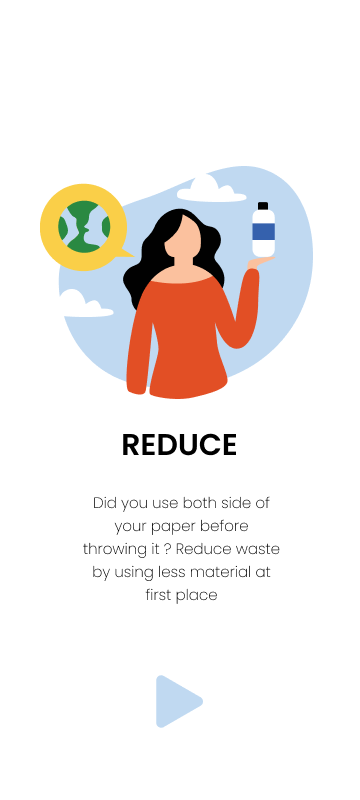 REDUCE
Did you use both side of
your paper before
throwing it ? Reduce waste
by using less material at
first place